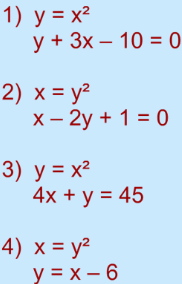 1) y = x²
y + 3x – 10 = 0
2) x = y²
x – 2y + 1 = 0
3) y = x²
4x + y = 45
4) x = y²
y = x – 6